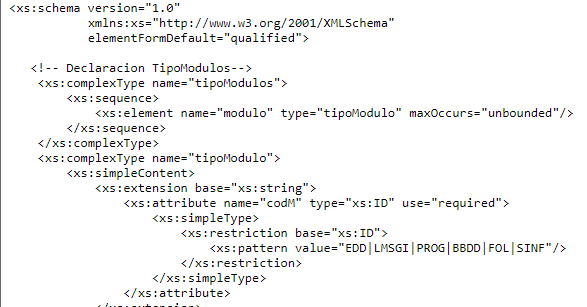 <xs:schema version="1.0"
xmlns:xs="http://www.w3.org/2001/XMLSchema"
elementFormDefault="qualified">
<!-- Declaracion TipoModulos-->
<xs:complexType name="tipoModulos">
<xs:sequence>
<xs:element name="modulo" type="tipoModulo" maxOccurs="unbounded"/>
</xs:sequence>
</xs:complexType>
<xs:complexType name="tipoModulo">
<xs:simpleContent>
<xs:extension base="xs:string">
<xs:attribute name="codM" type="xs:ID" use="required">
<xs:simpleType>
<xs:restriction base="xs:ID">
<xs:pattern value="EDD|LMSGI|PROG|BBDD|FOL|SINF"/>
</xs:restriction>
</xs:simpleType>
</xs:attribute>
</xs:extension>